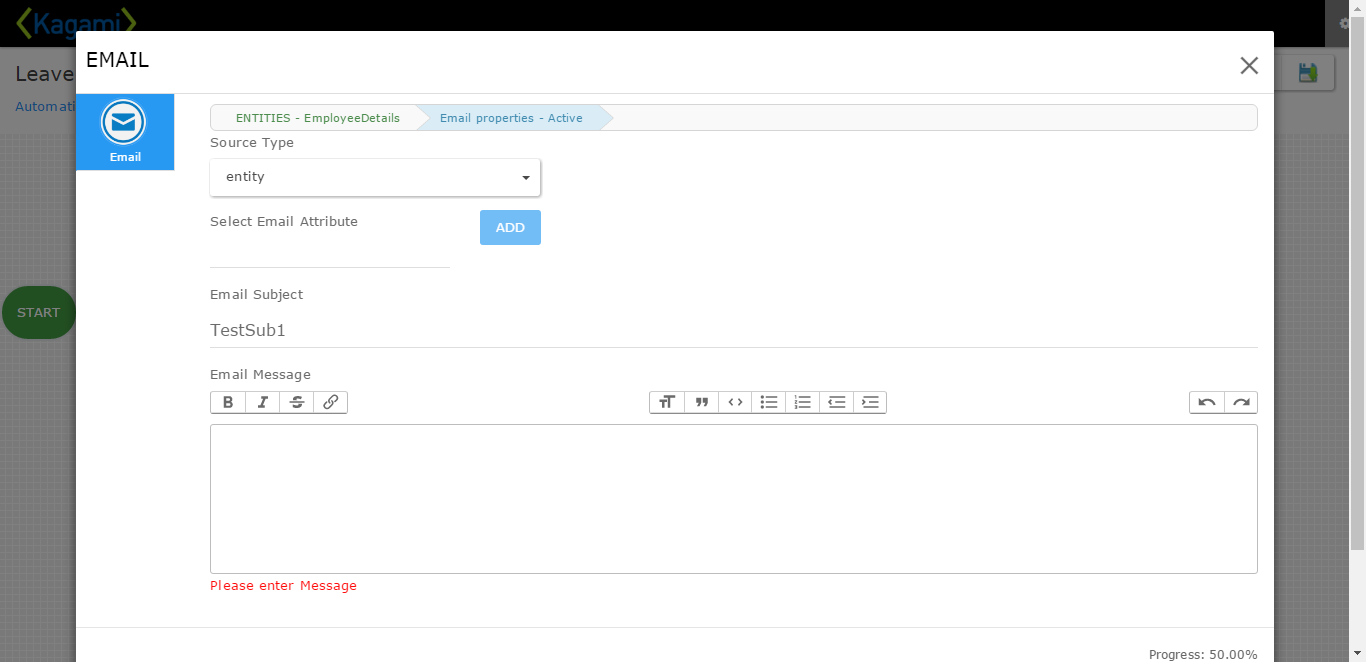 Kagami
EMAIL
Leave
Automati
Email
ENTITIES - EmployeeDetails
Email properties - Active
Source Type
entity
Select Email Attribute
ADD
Email Subject
START
TestSub1
Email Message
Please enter Message
Progress: 50.00%